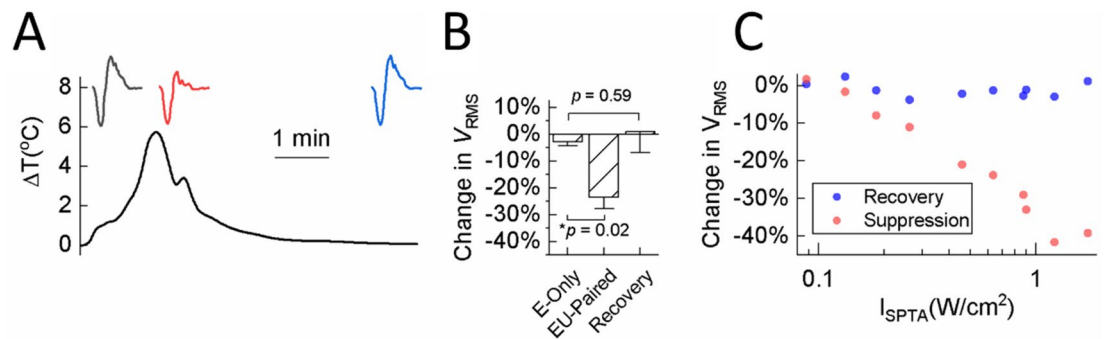 A
8
6
4
2
0
ΔT(ºC)
1 min
B
10%
0%
-10%
-20%
-30%
-40%
Change in VRMS
p = 0.59
*p = 0.02
E-Only
EU-Paired
Recovery
C
0%
-10%
-20%
-30%
-40%
Change in VRMS
Recovery
Suppression
0.1
1
ISPTA(W/cm²)